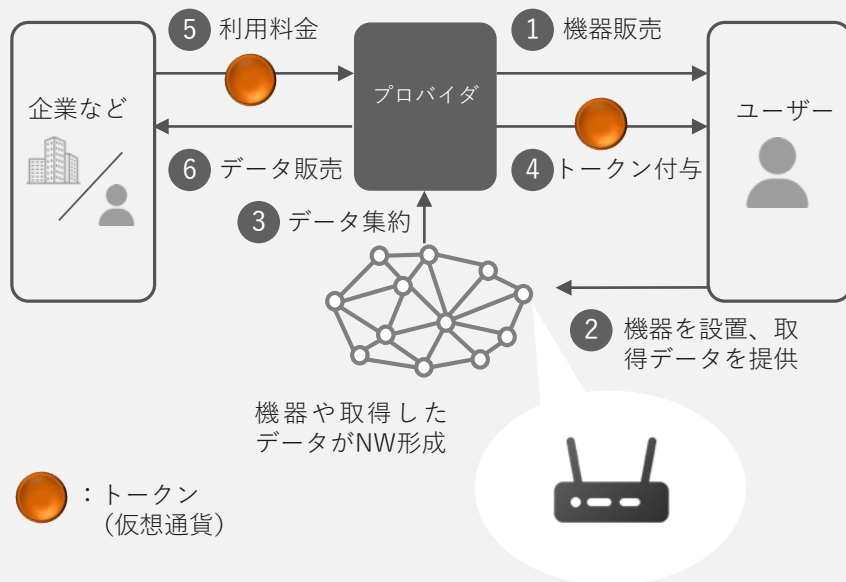 5 利用料金
1 機器販売
企業など
プロバイダ
ユーザー
6 データ販売
4 トークン付与
3 データ集約
2 機器を設置、取
得データを提供
機器や取得した
データがNW形成
：トークン
（仮想通貨）